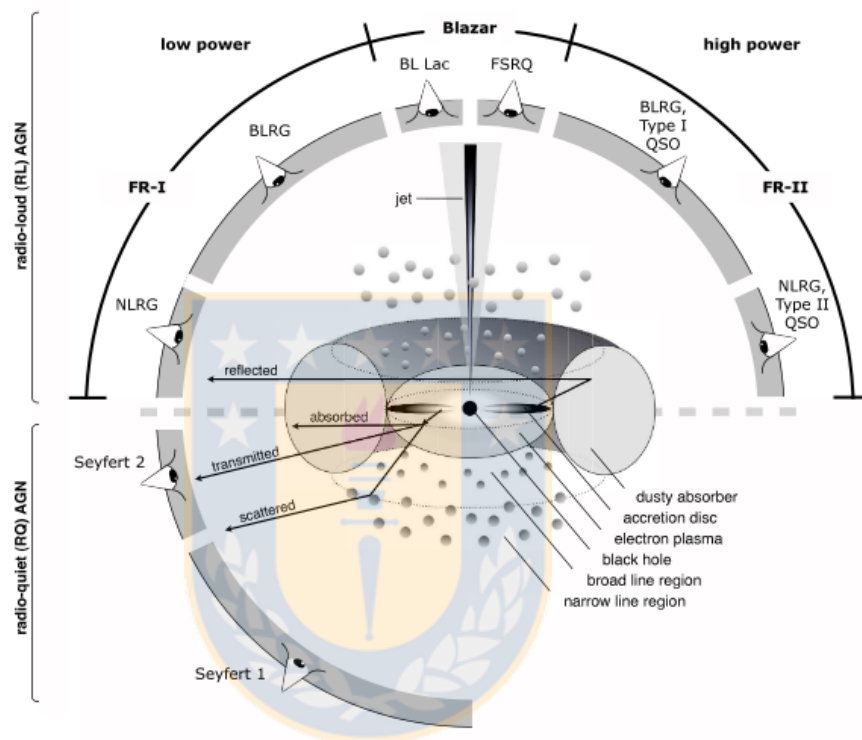 low power
Blazar
high power
BL Lac
FSRQ
BLRG
BLRG,
Type I
QSO
FR-I
FR-II
jet
NLRG
NLRG,
Type II
QSO
radio-loud (RL) AGN
reflected
absorbed
transmitted
scattered
Seyfert 2
dusty absorber
accretion disc
electron plasma
black hole
broad line region
narrow line region
Seyfert 1
radio-quiet (RQ) AGN